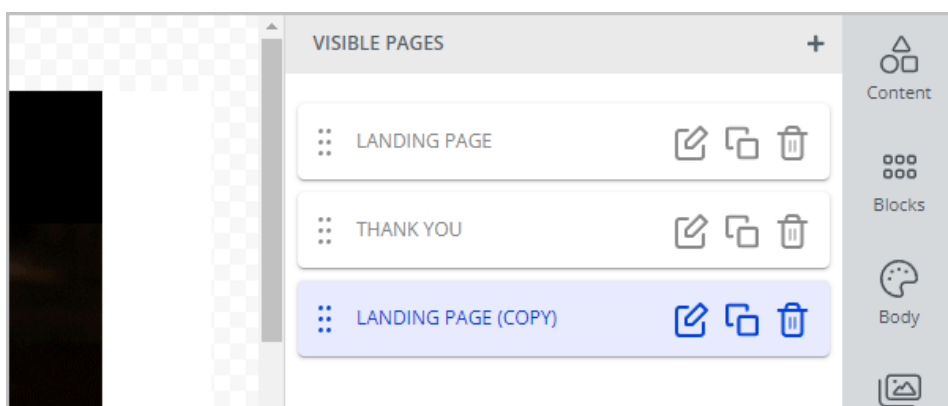 VISIBLE PAGES
LANDING PAGE
THANK YOU
LANDING PAGE (COPY)
Content
Blocks
Body